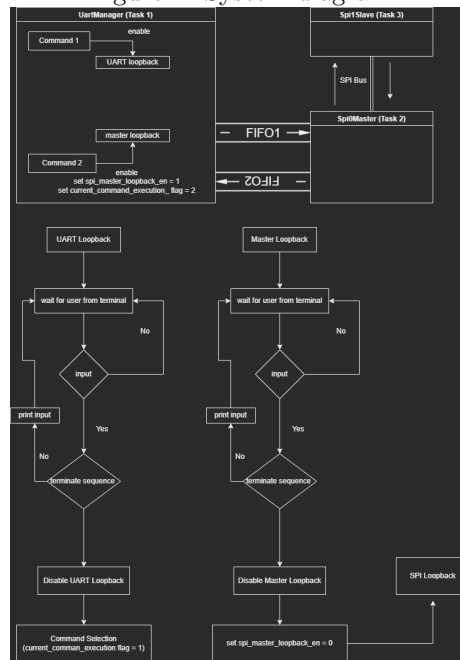 UartManager (Task 1)
Command 1
enable
UART loopback
master loopback
Command 2
enable
set spi_master_loopback_en = 1
set current_command_execution_ flag = 2
FIFO1
FIFO2
Spi1Slave (Task 3)
SPI Bus
Spi0Master (Task 2)
UART Loopback
wait for user from terminal
No
input
print input
Yes
No
terminate sequence
Disable UART Loopback
Command Selection
(current_comman_execution flag = 1)
Master Loopback
wait for user from terminal
No
input
print input
Yes
No
terminate sequence
Disable Master Loopback
set spi_master_loopback_en = 0
SPI Loopback